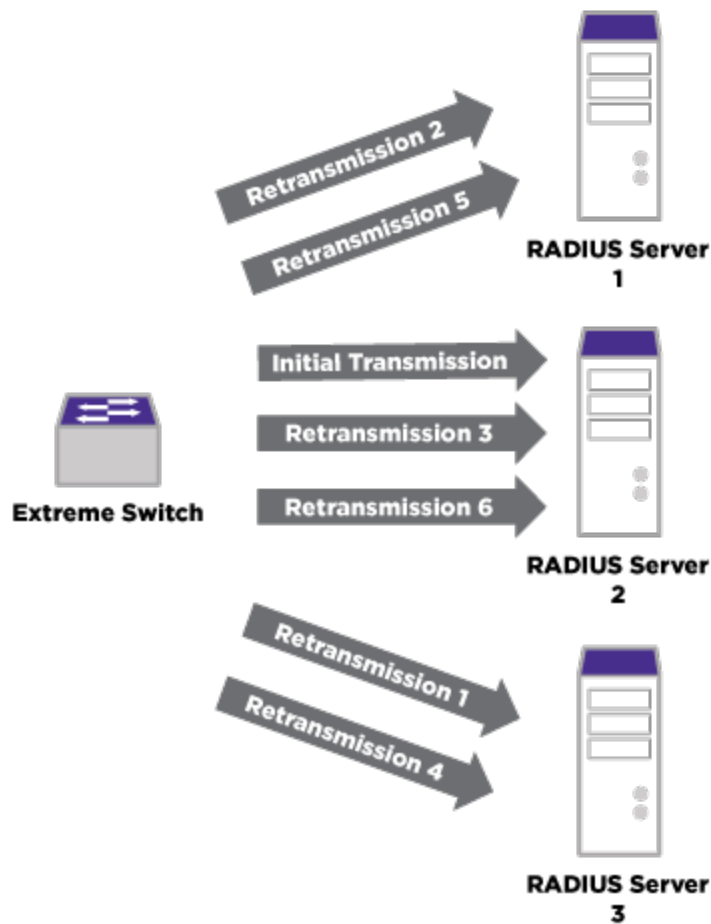 Retransmission 2
Retransmission 5
RADIUS Server
1
Initial Transmission
Retransmission 3
Retransmission 6
Extreme Switch
RADIUS Server
2
Retransmission 1
Retransmission 4
RADIUS Server
3